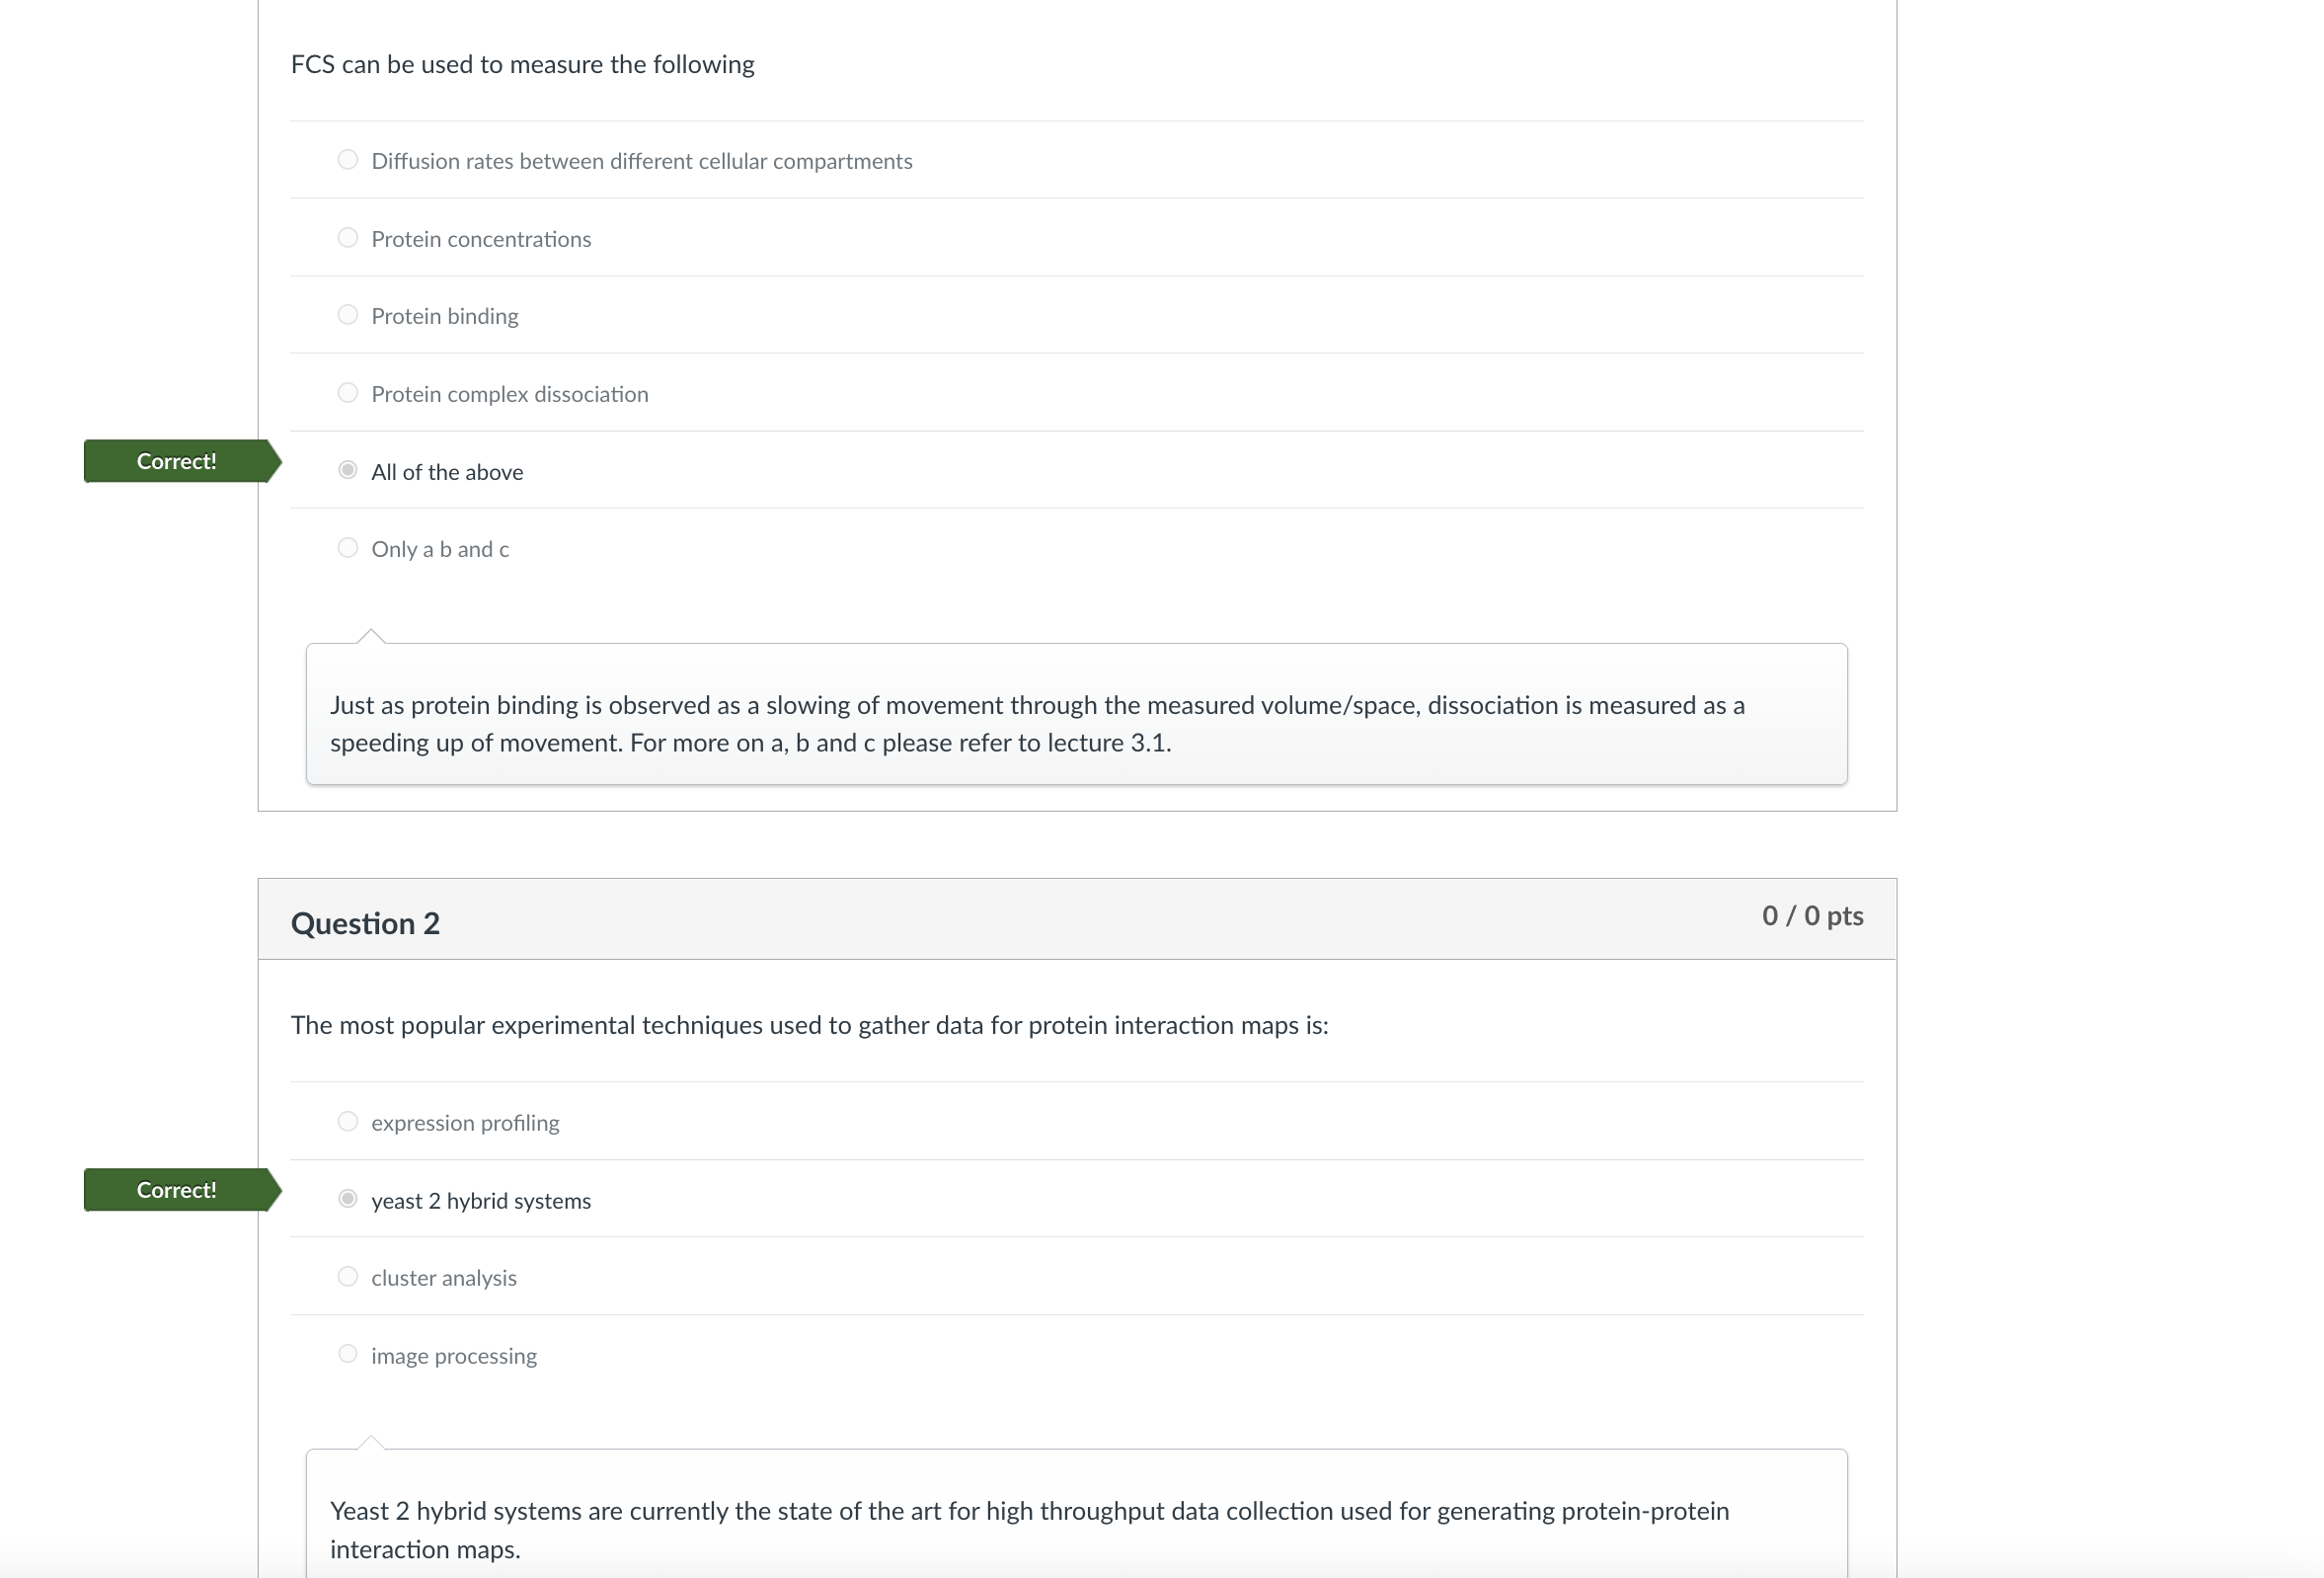 FCS can be used to measure the following
Diffusion rates between different cellular compartments
Protein concentrations
Protein binding
Protein complex dissociation
Correct!
All of the above
Only a b and c
Just as protein binding is observed as a slowing of movement through the measured volume/space, dissociation is measured as a
speeding up of movement. For more on a, b and c please refer to lecture 3.1.
Question 2
0 / 0 pts
The most popular experimental techniques used to gather data for protein interaction maps is:
expression profiling
Correct!
yeast 2 hybrid systems
cluster analysis
image processing
Yeast 2 hybrid systems are currently the state of the art for high throughput data collection used for generating protein-protein
interaction maps.